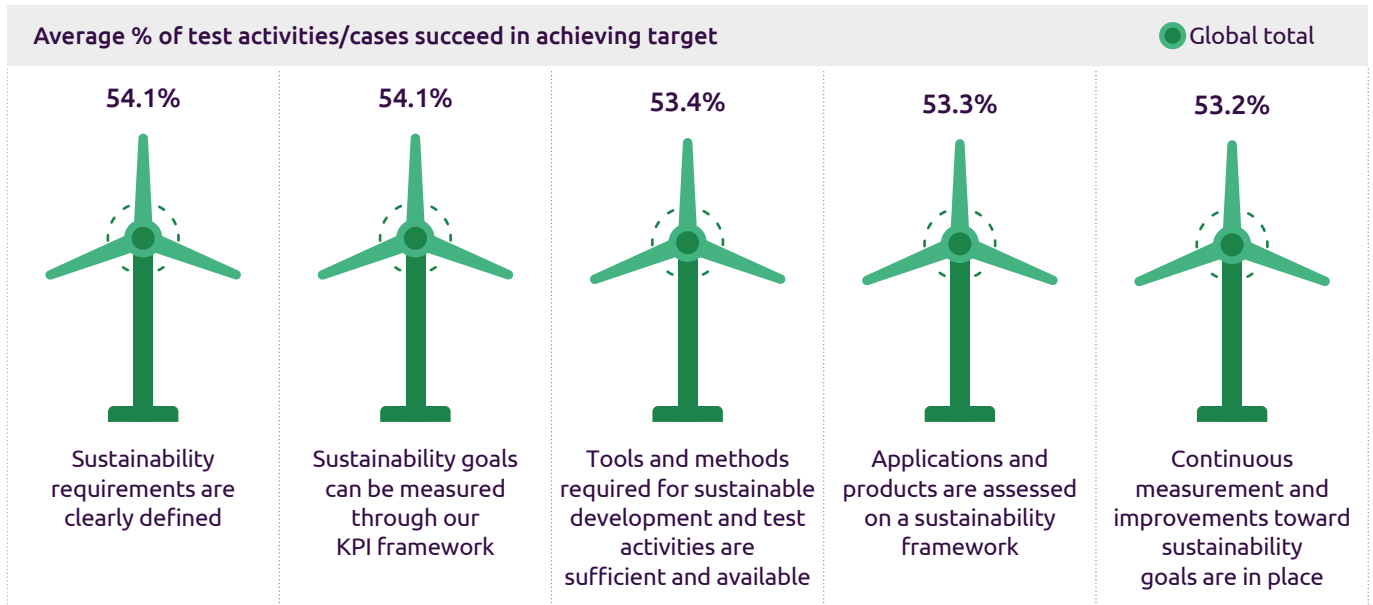 Average % of test activities/cases succeed in achieving target
Global total
54.1%
Sustainability
requirements are
clearly defined
54.1%
Sustainability goals
can be measured
through our
KPI framework
53.4%
Tools and methods
required for sustainable
development and test
activities are
sufficient and available
53.3%
Applications and
products are assessed
on a sustainability
framework
53.2%
Continuous
measurement and
improvements toward
sustainability
goals are in place